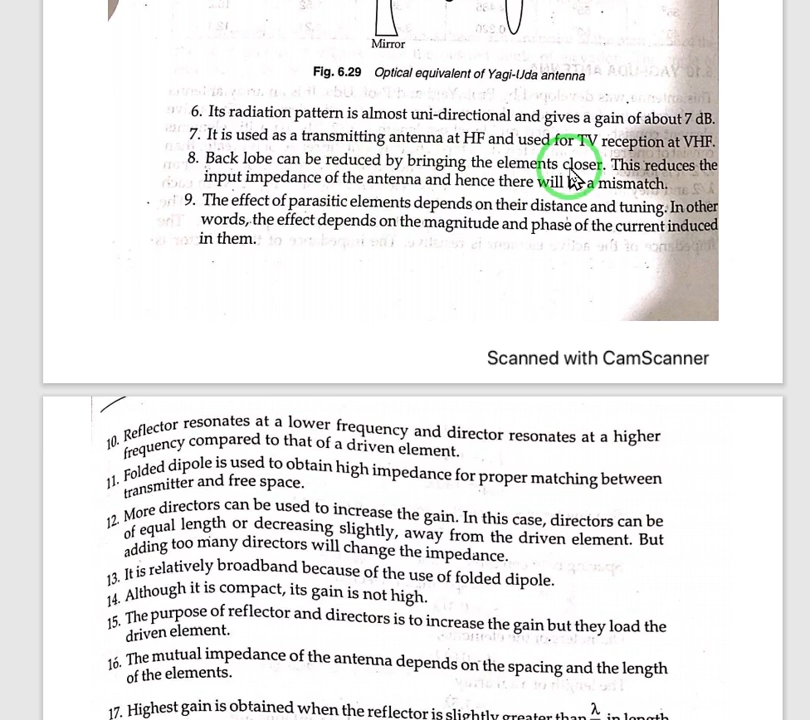 Mirror
Fig. 6.29 Optical equivalent of Yagi-Uda antenna
6. Its radiation pattern is almost uni-directional and gives a gain of about 7 dB.
7. It is used as a transmitting antenna at HF and used for TV reception at VHF.
8. Back lobe can be reduced by bringing the elements closer. This reduces the
input impedance of the antenna and hence there will be a mismatch.
9. The effect of parasitic elements depends on their distance and tuning. In other
words, the effect depends on the magnitude and phase of the current induced
in them.
Scanned with CamScanner
10. Reflector resonates at a lower frequency and director resonates at a higher
frequency compared to that of a driven element.
11. Folded dipole is used to obtain high impedance for proper matching between
transmitter and free space.
12. More directors can be used to increase the gain. In this case, directors can be
of equal length or decreasing slightly, away from the driven element. But
adding too many directors will change the impedance.
13. It is relatively broadband because of the use of folded dipole.
14. Although it is compact, its gain is not high.
15. The purpose of reflector and directors is to increase the gain but they load the
driven element.
16. The mutual impedance of the antenna depends on the spacing and the length
of the elements.
17. Highest gain is obtained when the reflector is slightly greater than λ in length